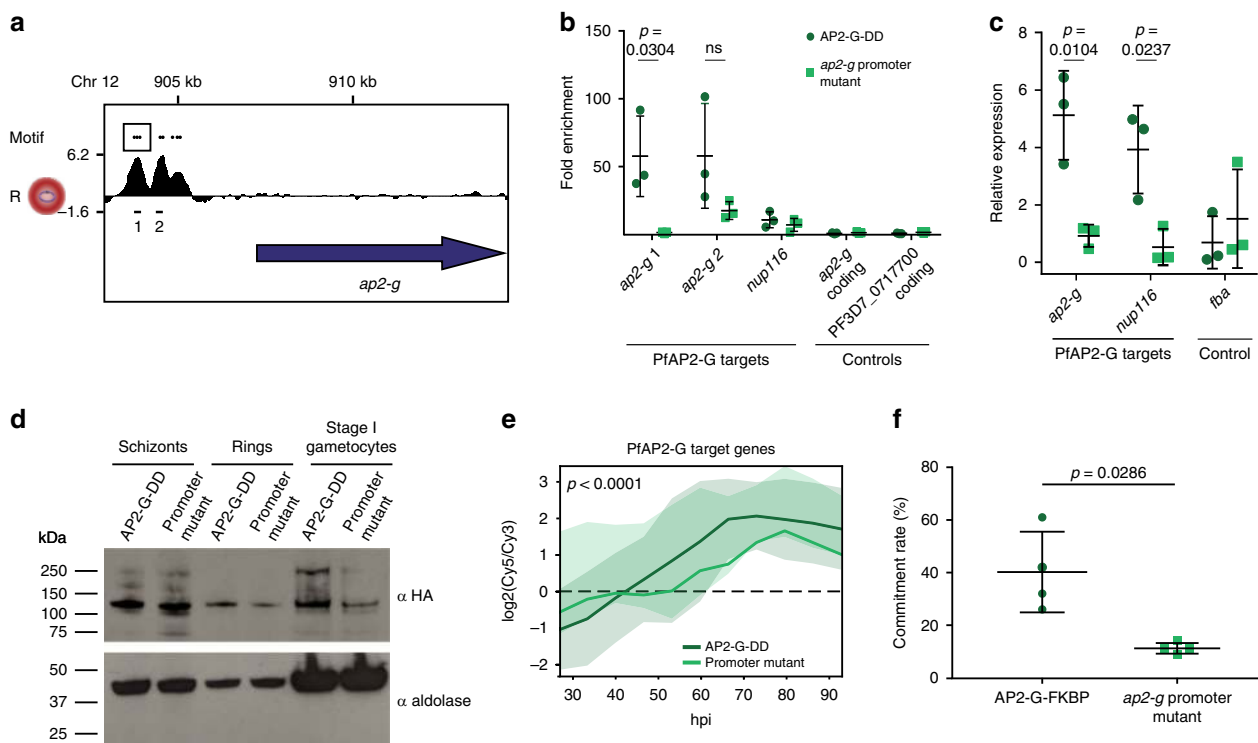 a
Chr 12
905 kb
910 kb
Motif
6.2
R
−1.6
1
2
ap2-g
b
150
100
50
Fold enrichment
p =
0.0304
ns
AP2-G-DD
ap2-g promoter
mutant
ap2-g 1
ap2-g 2
nup116
ap2-g
coding
PF3D7_0717700
coding
PfAP2-G targets
Controls
c
8
6
4
2
0
Relative expression
p =
0.0104
p =
0.0237
ap2-g
nup116
fba
PfAP2-G targets
Control
d
Schizonts
Rings
Stage I
gametocytes
AP2-G-DD
Promoter
mutant
AP2-G-DD
Promoter
mutant
AP2-G-DD
Promoter
mutant
kDa
250
150
100
75
α HA
50
37
25
α aldolase
e
PfAP2-G target genes
p < 0.0001
3
2
1
0
−1
−2
log2(Cy5/Cy3)
AP2-G-DD
Promoter mutant
30 40 50 60 70 80 90
hpi
f
80
60
40
20
0
Commitment rate (%)
p = 0.0286
AP2-G-FKBP
ap2-g promoter
mutant